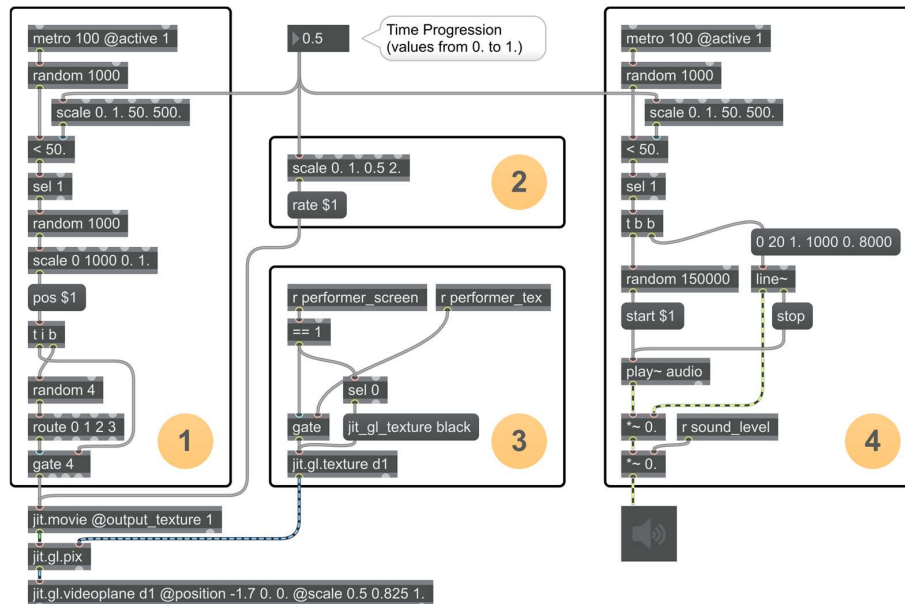 metro 100 @active 1
random 1000
scale 0. 1. 50. 500.
< 50.
sel 1
random 1000
scale 0 1000 0. 1.
pos $1
t i b
random 4
route 0 1 2 3
gate 4
1
jit.movie @output_texture 1
jit.gl.pix
jit.gl.videoplane d1 @position -1.7 0. 0. @scale 0.5 0.825 1.
0.5
Time Progression
(values from 0. to 1.)
scale 0. 1. 0.5 2.
rate $1
2
r performer_screen
r performer_tex
== 1
sel 0
gate
jit_gl_texture black
jit.gl.texture d1
3
metro 100 @active 1
random 1000
scale 0. 1. 50. 500.
< 50.
sel 1
t b b
0 20 1. 1000 0. 8000
random 150000
line~
start $1
stop
play~ audio
*~ 0.
r sound_level
*~ 0.
4